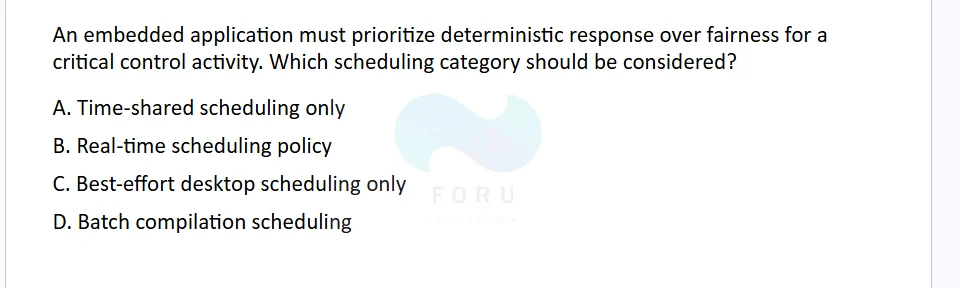 An embedded application must prioritize deterministic response over fairness for a
critical control activity. Which scheduling category should be considered?
A. Time-shared scheduling only
B. Real-time scheduling policy
C. Best-effort desktop scheduling only
D. Batch compilation scheduling
FORU